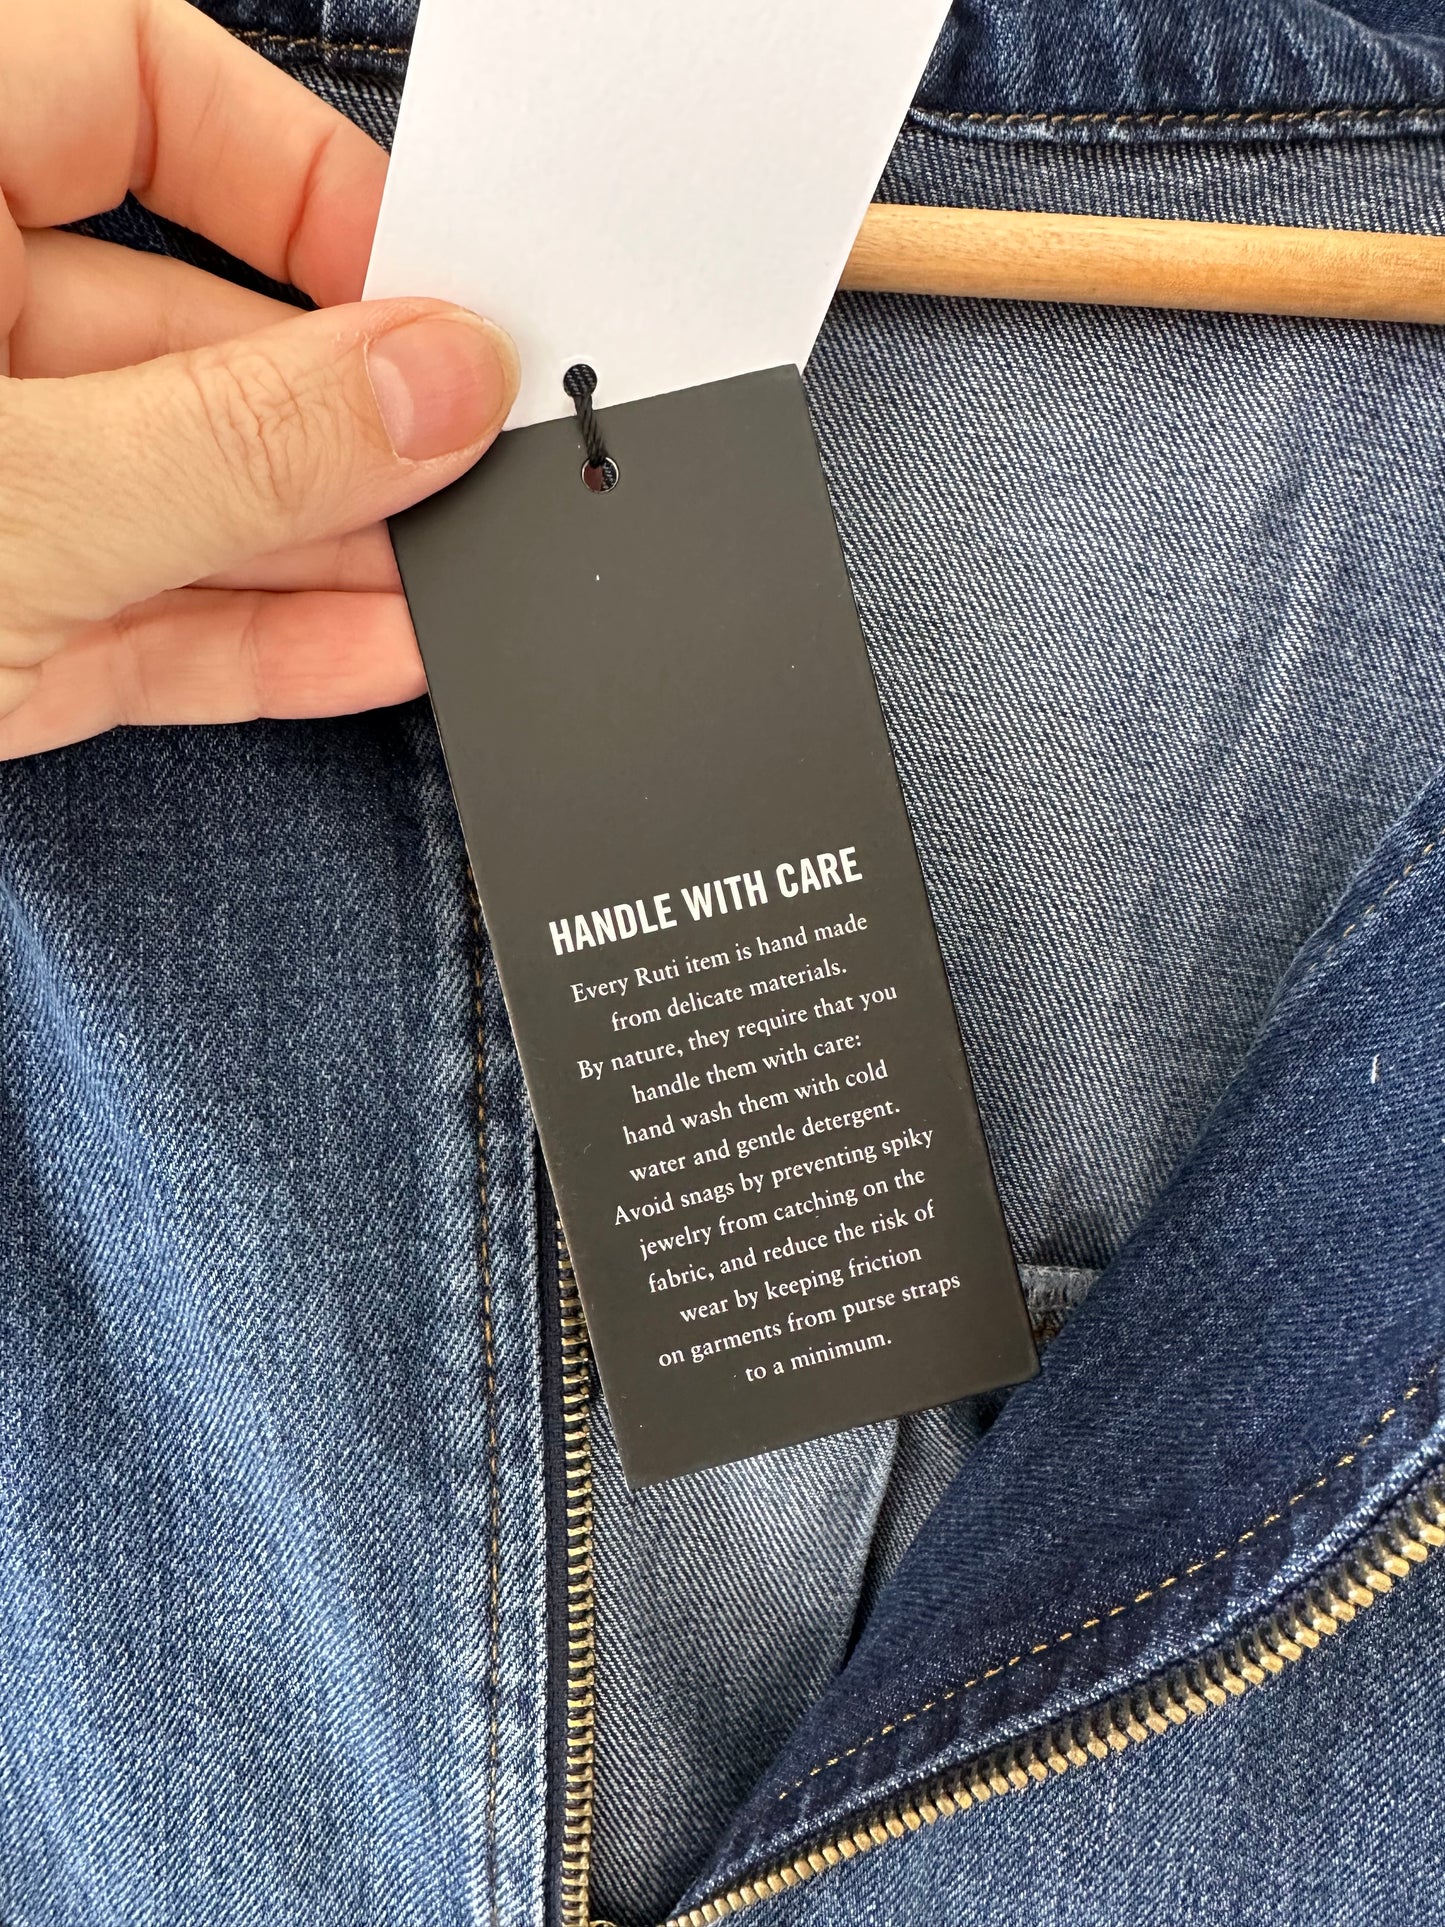 HANDLE WITH CARE
Every Ruti item is hand made
from delicate materials.
By nature, they require that you
handle them with care:
hand wash them with cold
water and gentle detergent.
Avoid snags by preventing spiky
jewelry from catching on the
fabric, and reduce the risk of
wear by keeping friction
on garments from purse straps
to a minimum.